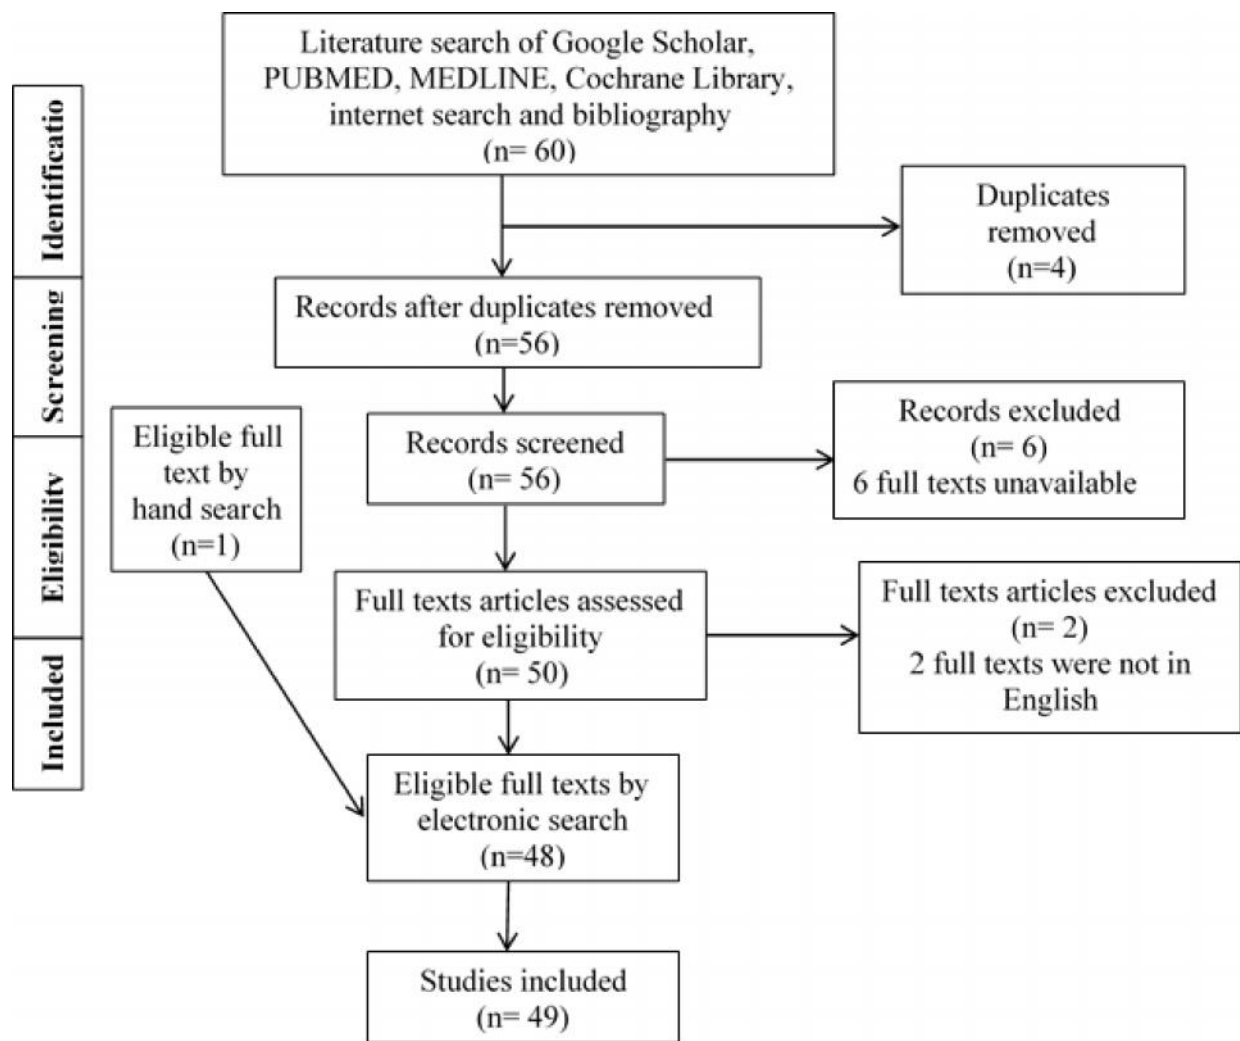 Literature search of Google Scholar,
PUBMED, MEDLINE, Cochrane Library,
internet search and bibliography
(n= 60)
Identificatio
Duplicates
removed
(n=4)
Screening
Records after duplicates removed
(n=56)
Records excluded
(n= 6)
6 full texts unavailable
Records screened
(n= 56)
Eligible full
text by
hand search
(n=1)
Eligibility
Full texts articles assessed
for eligibility
(n= 50)
Full texts articles excluded
(n= 2)
2 full texts were not in
English
Included
Eligible full texts by
electronic search
(n=48)
Studies included
(n= 49)